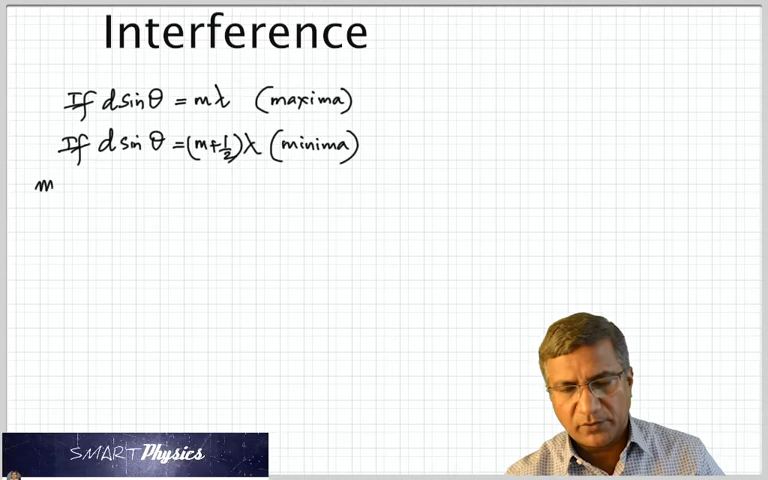 Interference
If d sin θ = mλ (maxima)
If d sin θ = (m+1/2)λ (minima)
m
SMART Physics